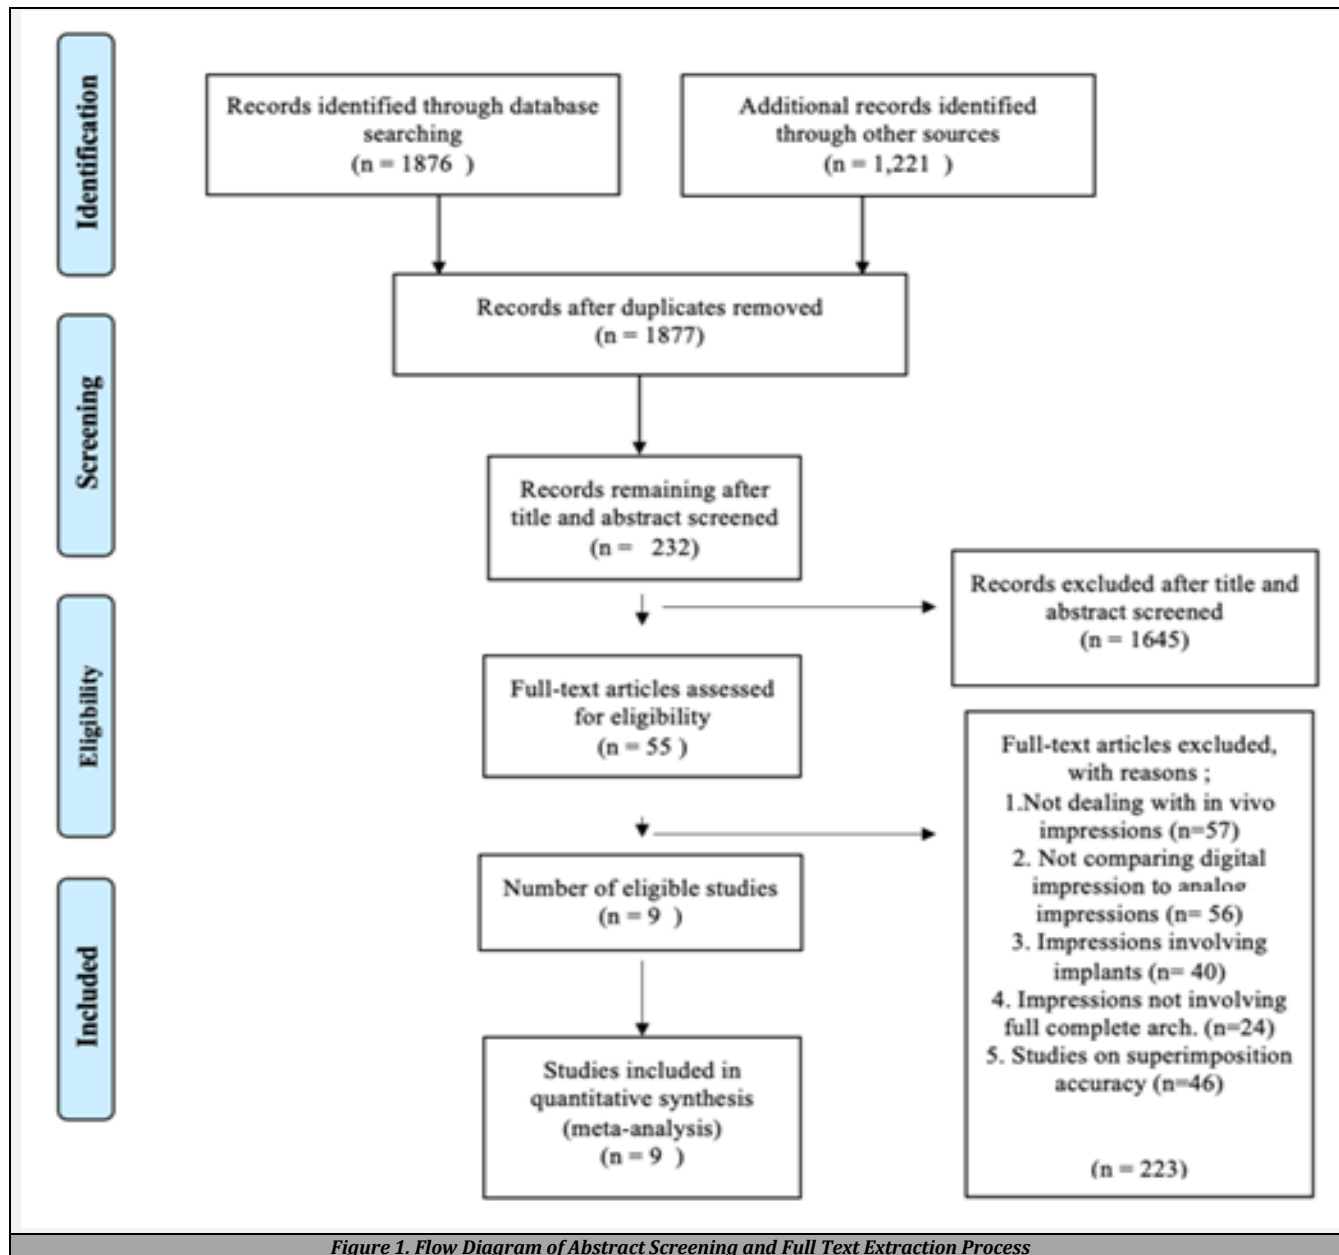 Identification
Records identified through database
searching
(n = 1876 )
Additional records identified
through other sources
(n = 1,221 )
Records after duplicates removed
(n = 1877)
Screening
Records remaining after
title and abstract screened
(n = 232)
Records excluded after title and
abstract screened
(n = 1645)
Eligibility
Full-text articles assessed
for eligibility
(n = 55 )
Full-text articles excluded,
with reasons ;
1.Not dealing with in vivo
impressions (n=57)
2. Not comparing digital
impression to analog
impressions (n= 56)
3. Impressions involving
implants (n= 40)
4. Impressions not involving
full complete arch. (n=24)
5. Studies on superimposition
accuracy (n=46)
(n = 223)
Included
Number of eligible studies
(n = 9 )
Studies included in
quantitative synthesis
(meta-analysis)
(n = 9 )
Figure 1. Flow Diagram of Abstract Screening and Full Text Extraction Process